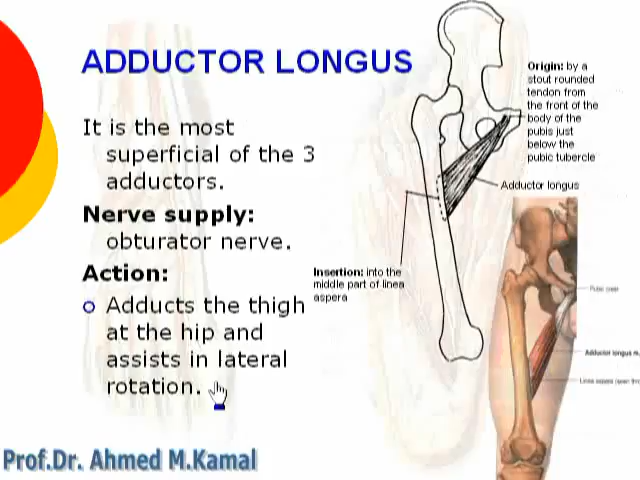 ADDUCTOR LONGUS
It is the most
superficial of the 3
adductors.
Nerve supply:
obturator nerve.
Action:
Adducts the thigh
at the hip and
assists in lateral
rotation.
Origin: by a
stout rounded
tendon from
the front of the
body of the
pubis just
below the
pubic tubercle
Adductor longus
Insertion: into the
middle part of linea
aspera
Adductor longus m.
Prof.Dr. Ahmed M.Kamal